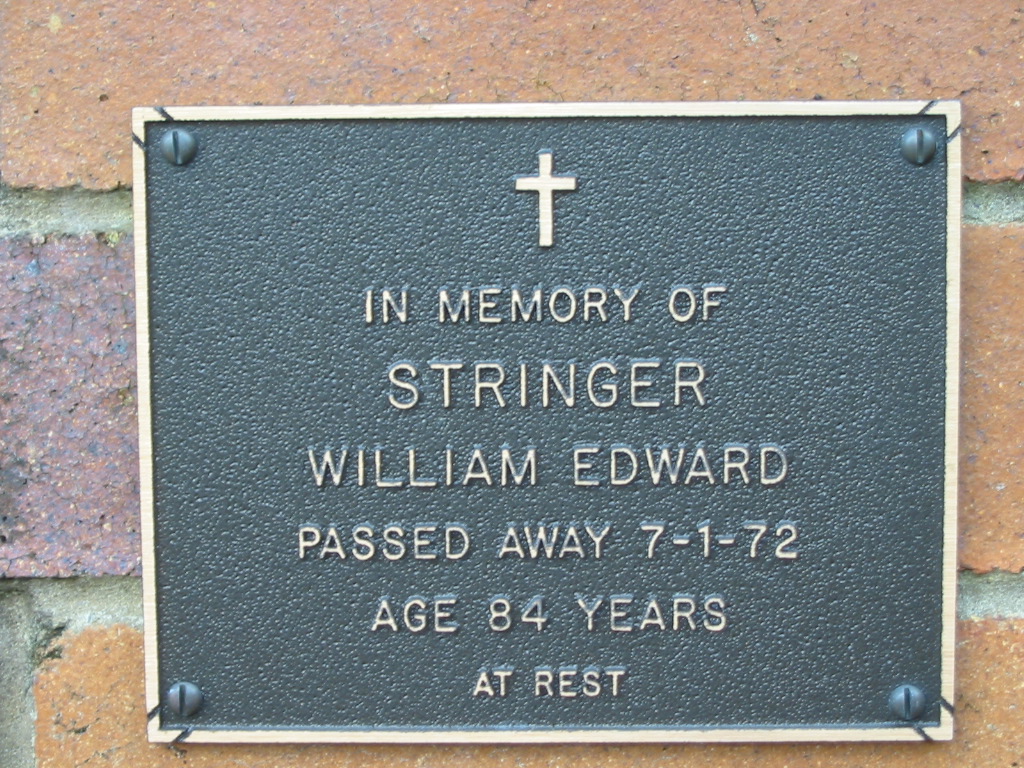 IN MEMORY OF
STRINGER
WILLIAM EDWARD
PASSED AWAY 7-1-72
AGE 84 YEARS
AT REST